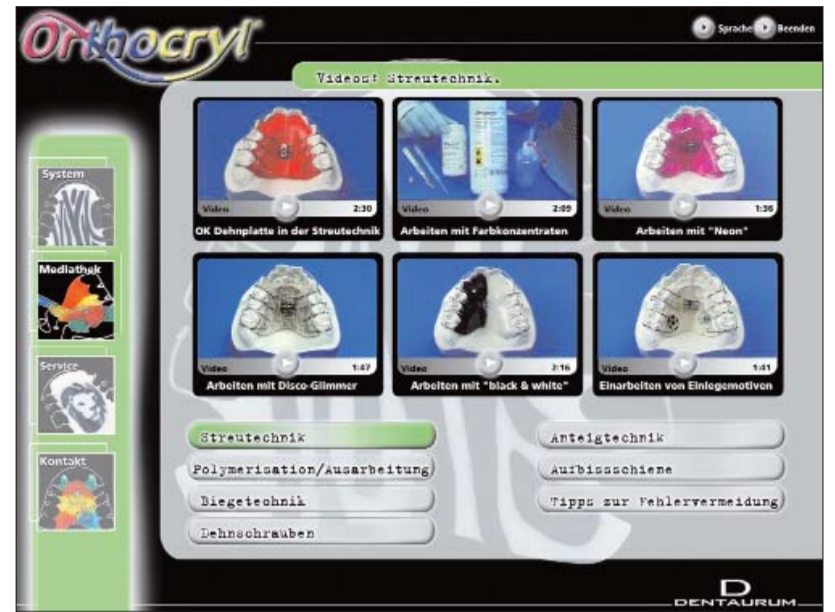 Orthocryl®
Sprache
Beenden
Videos: Streutechnik.
System
Mediathek
Service
Kontakt
Video 2:30
OK Dehnplatte in der Streutechnik
Video 2:09
Arbeiten mit Farbkonzentraten
Video 1:36
Arbeiten mit "Neon"
Video 1:47
Arbeiten mit Disco-Glimmer
Video 2:16
Arbeiten mit "black & white"
Video 1:41
Einarbeiten von Einlegemotiven
Streutechnik
Polymerisation/Ausarbeitung
Biegetechnik
Dehnschrauben
Anteigtechnik
Aufbissschiene
Tipps zur Fehlervermeidung
D
DENTAURUM